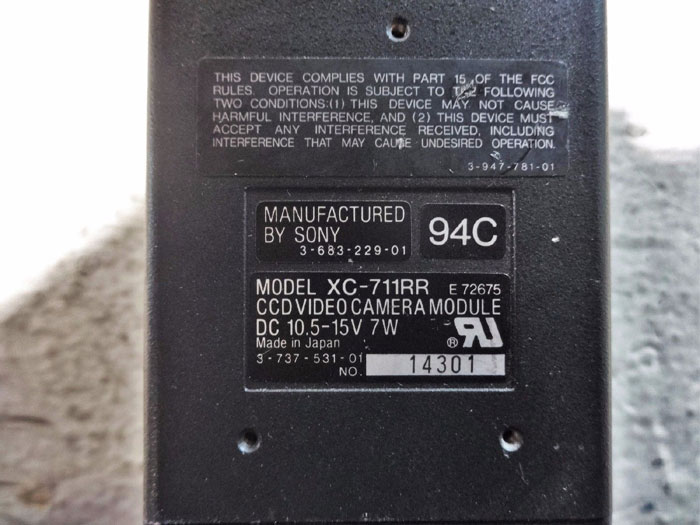 THIS DEVICE COMPLIES WITH PART 15 OF THE FCC
RULES. OPERATION IS SUBJECT TO THE FOLLOWING
TWO CONDITIONS:(1) THIS DEVICE MAY NOT CAUSE
HARMFUL INTERFERENCE, AND (2) THIS DEVICE MUST
ACCEPT ANY INTERFERENCE RECEIVED, INCLUDING
INTERFERENCE THAT MAY CAUSE UNDESIRED OPERATION.
3-947-781-01
MANUFACTURED
BY SONY
3-683-229-01
94C
MODEL XC-711RR E 72675
CCD VIDEO CAMERA MODULE
DC 10.5-15V 7W
Made in Japan ® RU
3-737-531-01
NO. 14301